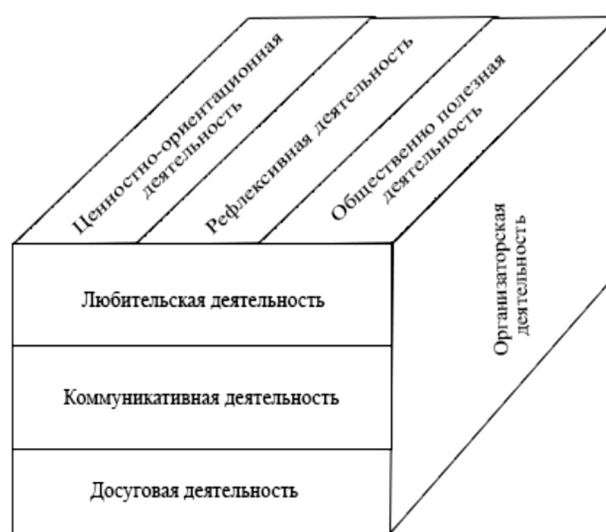 Ценностно-ориентационная
деятельность
Рефлексивная деятельность
Общественно полезная
деятельность
Организаторская
деятельность
Любительская деятельность
Коммуникативная деятельность
Досуговая деятельность